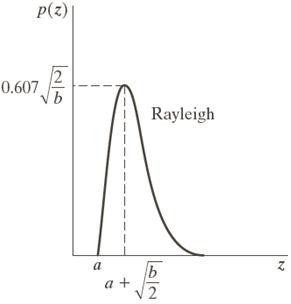 p(z)
0.607√(2/b)
Rayleigh
a
z
a + √(b/2)